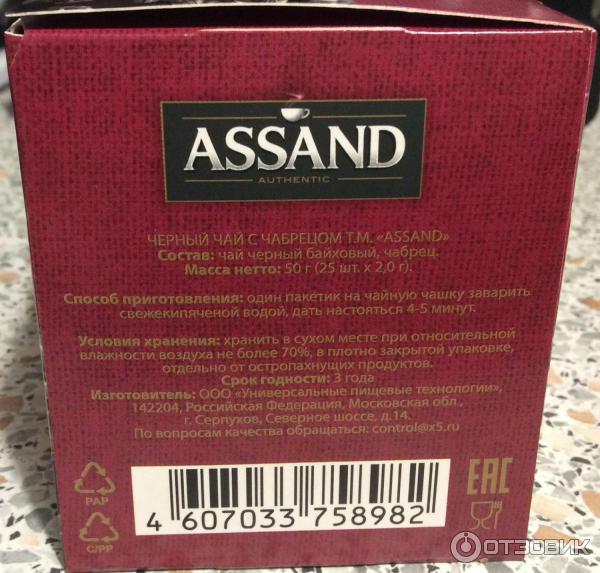 ASSAND
AUTHENTIC
ЧЕРНЫЙ ЧАЙ С ЧАБРЕЦОМ Т.М. «ASSAND»
Состав: чай черный байховый, чабрец.
Масса нетто: 50 г (25 шт. х 2,0 г).
Способ приготовления: один пакетик на чайную чашку заварить
свежекипяченой водой, дать настояться 4-5 минут.
Условия хранения: хранить в сухом месте при относительной
влажности воздуха не более 70%, в плотно закрытой упаковке,
отдельно от остропахнущих продуктов.
Срок годности: 3 года
Изготовитель: ООО «Универсальные пищевые технологии»,
142204, Российская Федерация, Московская обл.,
г. Серпухов, Северное шоссе, д.14.
По вопросам качества обращаться: control@x5.ru
PAP
C/PP
4 607033 758982
EAC
ОТЗОВИК